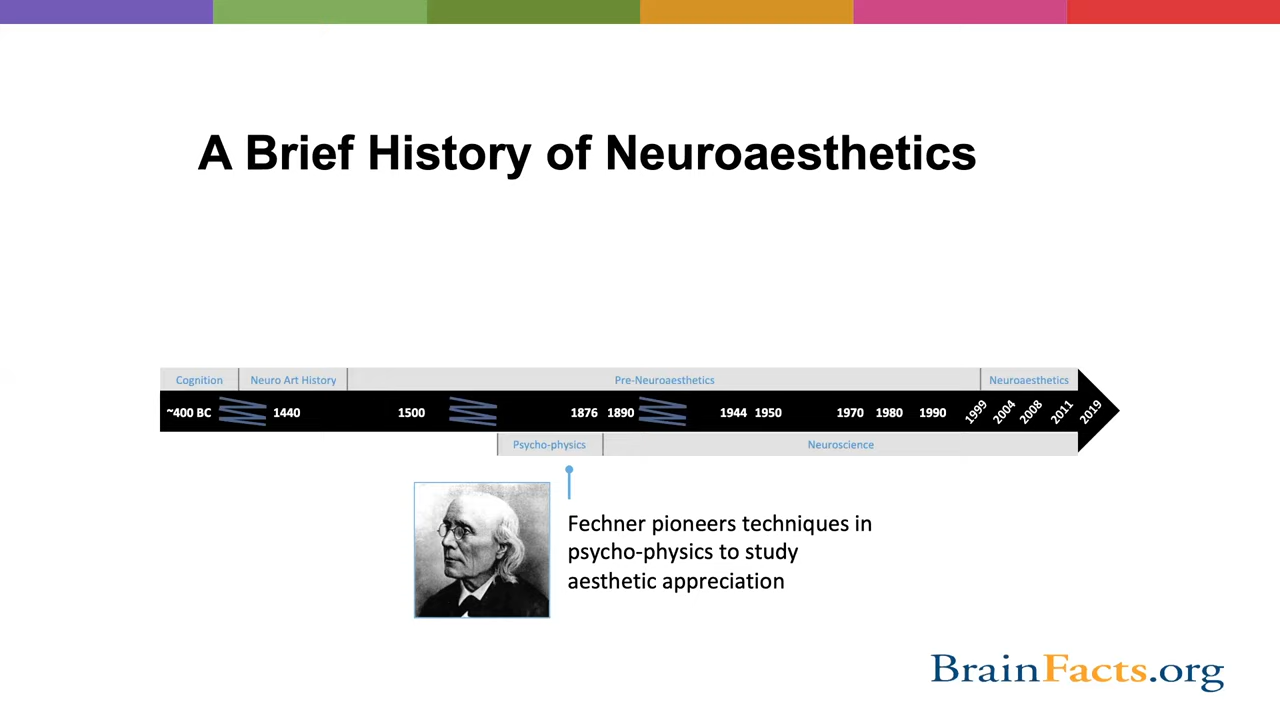 A Brief History of Neuroaesthetics
Cognition Neuro Art History Pre-Neuroaesthetics Neuroaesthetics
~400 BC 1440 1500 1876 1890 1944 1950 1970 1980 1990 1999 2004 2008 2011 2019
Psycho-physics Neuroscience
Fechner pioneers techniques in
psycho-physics to study
aesthetic appreciation
BrainFacts.org